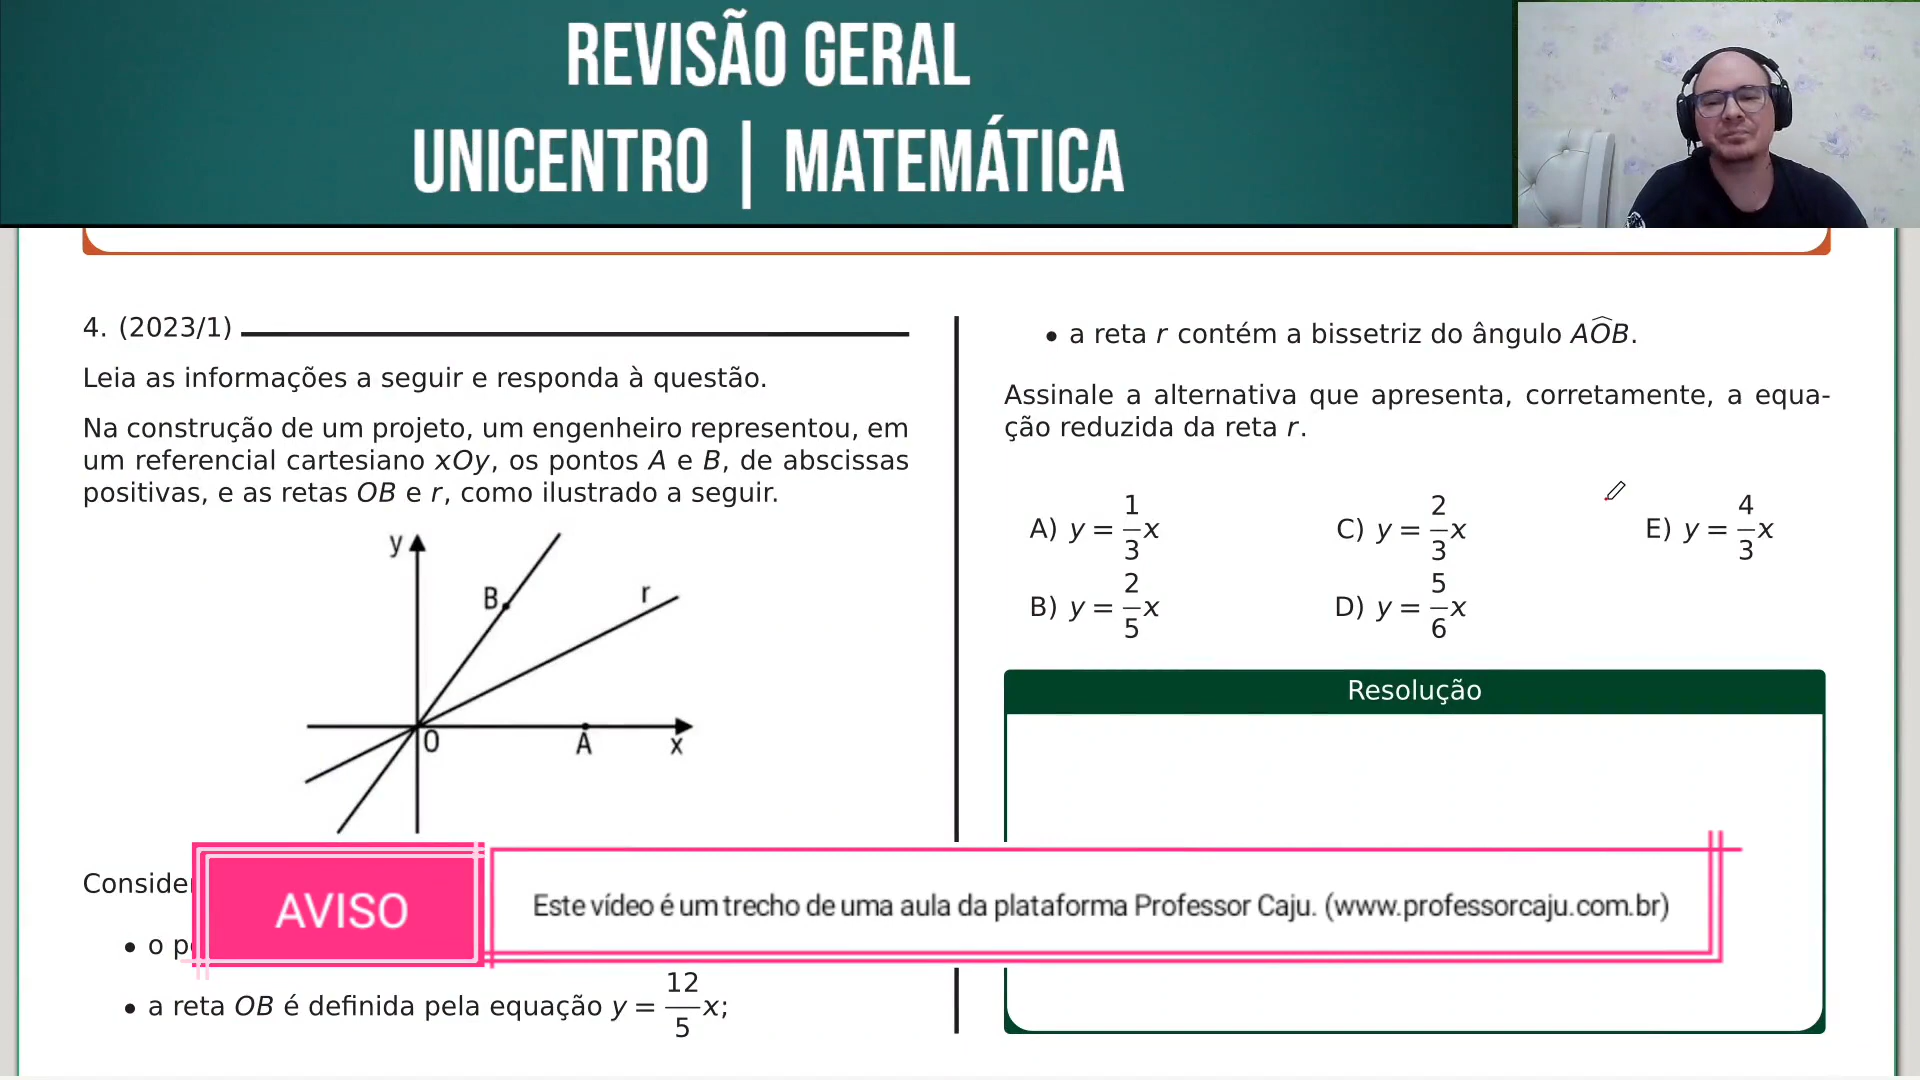 REVISÃO GERAL
UNICENTRO | MATEMÁTICA
4. (2023/1)
Leia as informações a seguir e responda à questão.
Na construção de um projeto, um engenheiro representou, em
um referencial cartesiano xOy, os pontos A e B, de abscissas
positivas, e as retas OB e r, como ilustrado a seguir.
y
B
r
O
A
x
AVISO
Este vídeo é um trecho de uma aula da plataforma Professor Caju. (www.professorcaju.com.br)
• a reta OB é definida pela equação y = 12/5 x;
• a reta r contém a bissetriz do ângulo AÔB.
Assinale a alternativa que apresenta, corretamente, a equa-
ção reduzida da reta r.
A) y = 1/3 x
C) y = 2/3 x
E) y = 4/3 x
B) y = 2/5 x
D) y = 5/6 x
Resolução